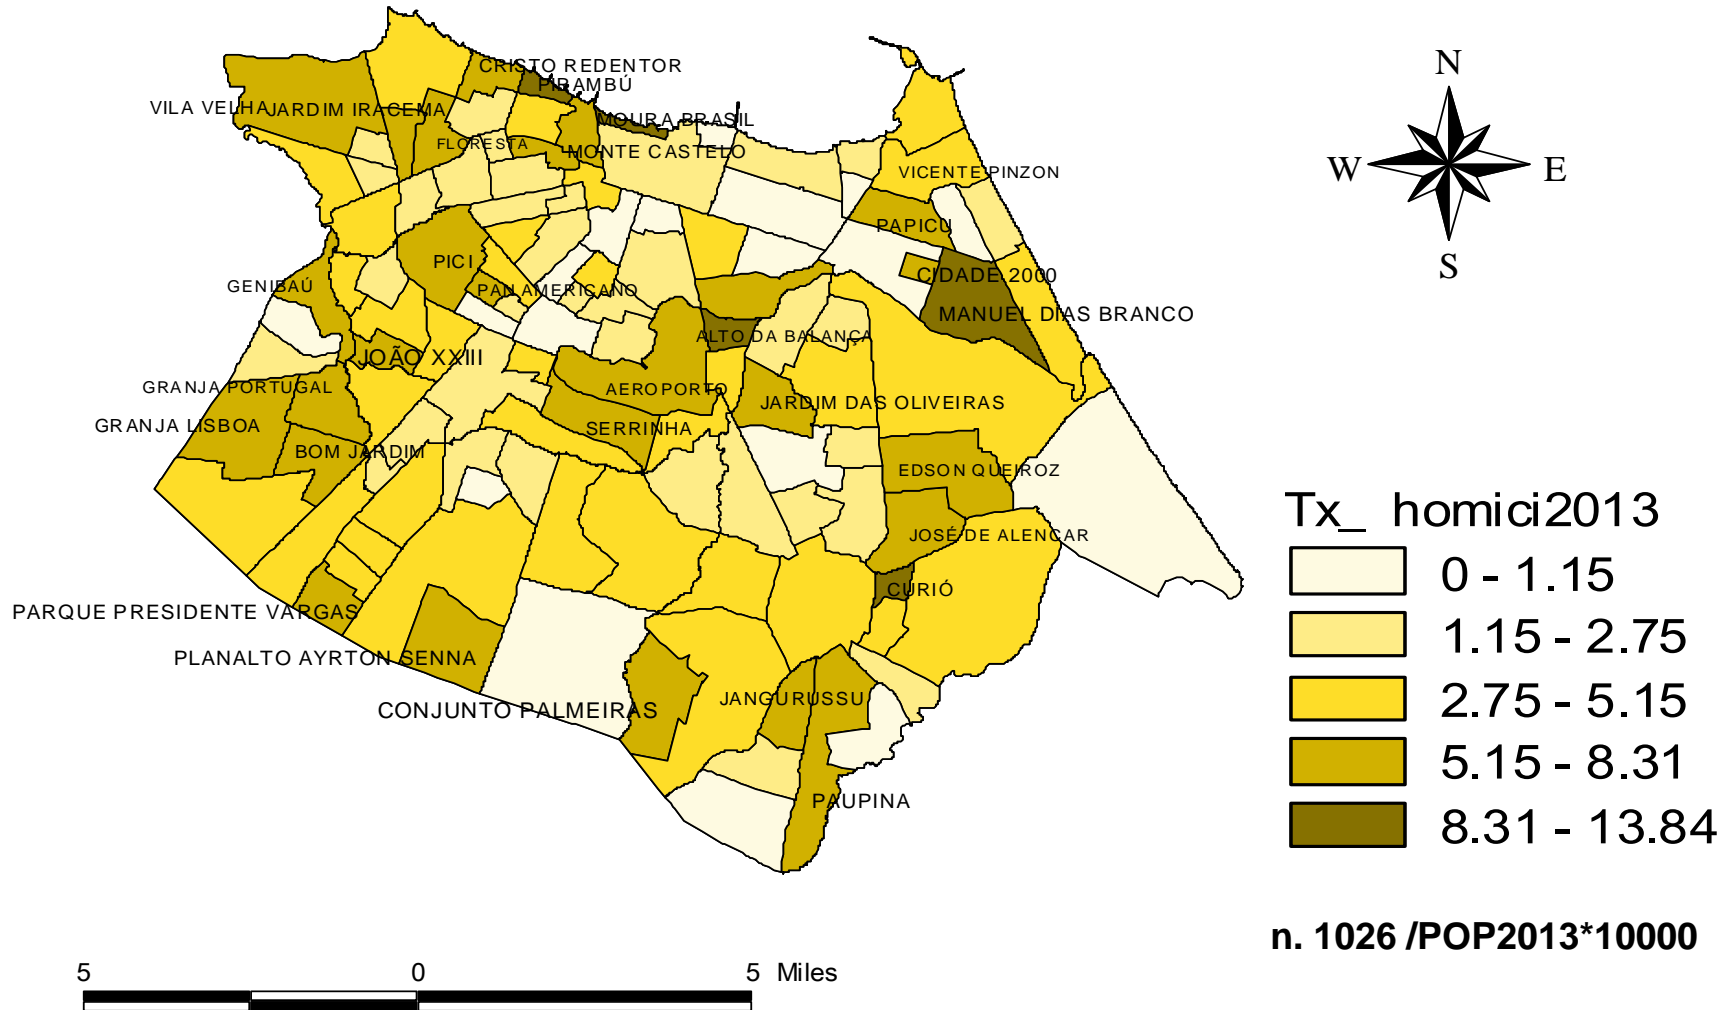 N
W
E
S
CRISTO REDENTOR
PIRAMBÚ
VILA VELHA
JARDIM IRACEMA
MOURA BRASIL
FLORESTA
MONTE CASTELO
VICENTE PINZON
PAPICU
PICI
CIDADE 2000
GENIBAÚ
PAN AMERICANO
MANUEL DIAS BRANCO
ALTO DA BALANÇA
JOÃO XXIII
GRANJA PORTUGAL
AEROPORTO
JARDIM DAS OLIVEIRAS
GRANJA LISBOA
SERRINHA
BOM JARDIM
EDSON QUEIROZ
JOSÉ DE ALENCAR
CURIÓ
PARQUE PRESIDENTE VARGAS
PLANALTO AYRTON SENNA
JANGURUSSU
CONJUNTO PALMEIRAS
PAUPINA
Tx_ homici2013
0 - 1.15
1.15 - 2.75
2.75 - 5.15
5.15 - 8.31
8.31 - 13.84
n. 1026 /POP2013*10000
5 0 5 Miles